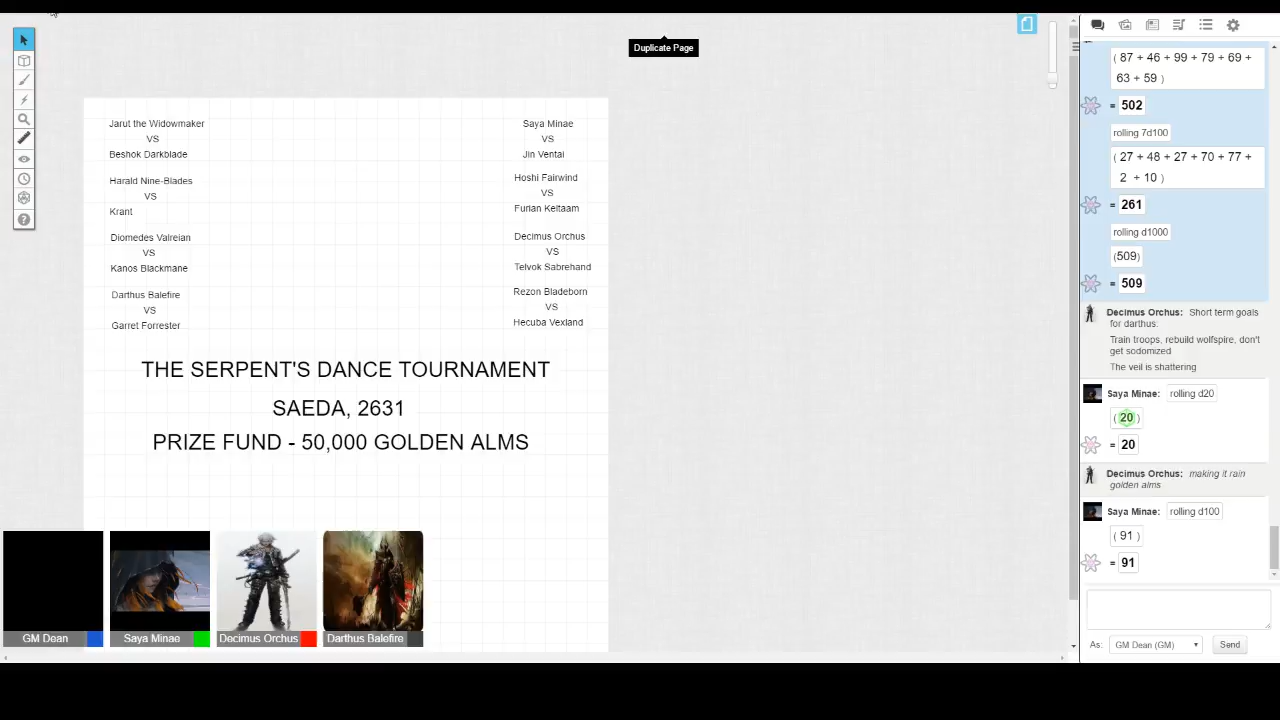 Duplicate Page
Jarut the Widowmaker
VS
Beshok Darkblade
Harald Nine-Blades
VS
Krant
Diomedes Valreian
VS
Kanos Blackmane
Darthus Balefire
VS
Garret Forrester
Saya Minae
VS
Jin Ventai
Hoshi Fairwind
VS
Furian Keltaam
Decimus Orchus
VS
Telvok Sabrehand
Rezon Bladeborn
VS
Hecuba Vexland
THE SERPENT'S DANCE TOURNAMENT
SAEDA, 2631
PRIZE FUND - 50,000 GOLDEN ALMS
GM Dean
Saya Minae
Decimus Orchus
Darthus Balefire
( 87 + 46 + 99 + 79 + 69 +
63 + 59 )
= 502
rolling 7d100
( 27 + 48 + 27 + 70 + 77 +
2 + 10 )
= 261
rolling d1000
(509)
= 509
Decimus Orchus: Short term goals
for darthus.
Train troops, rebuild wolfspire, don't
get sodomized
The veil is shattering
Saya Minae: rolling d20
( 20 )
= 20
Decimus Orchus: making it rain
golden alms
Saya Minae: rolling d100
( 91 )
= 91
As: GM Dean (GM) Send